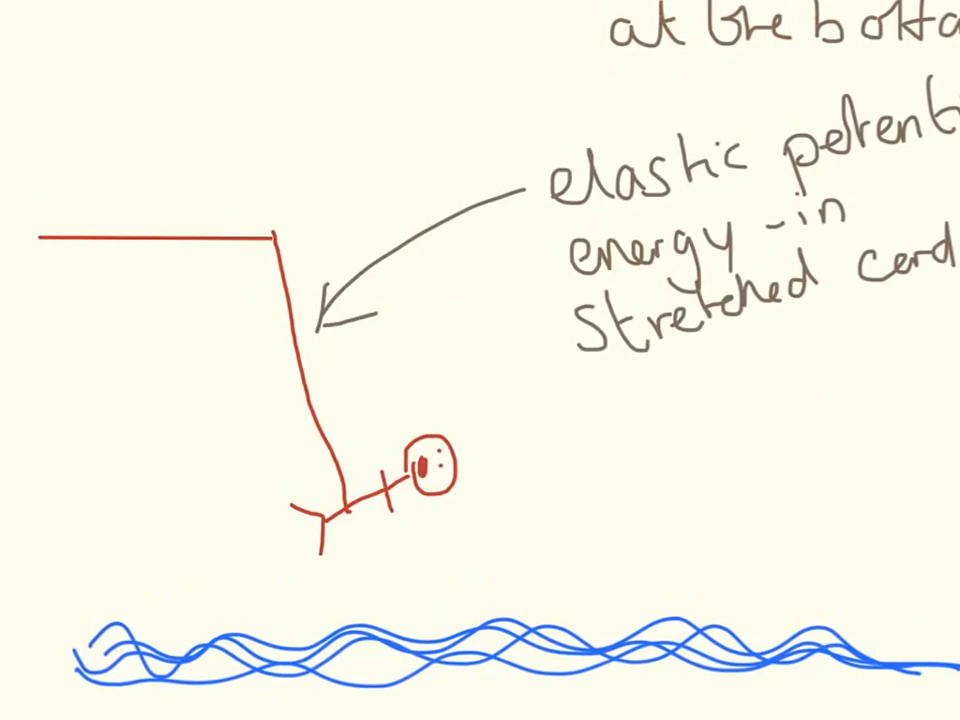 at the botto
elastic potenti
energy - in
stretched cord